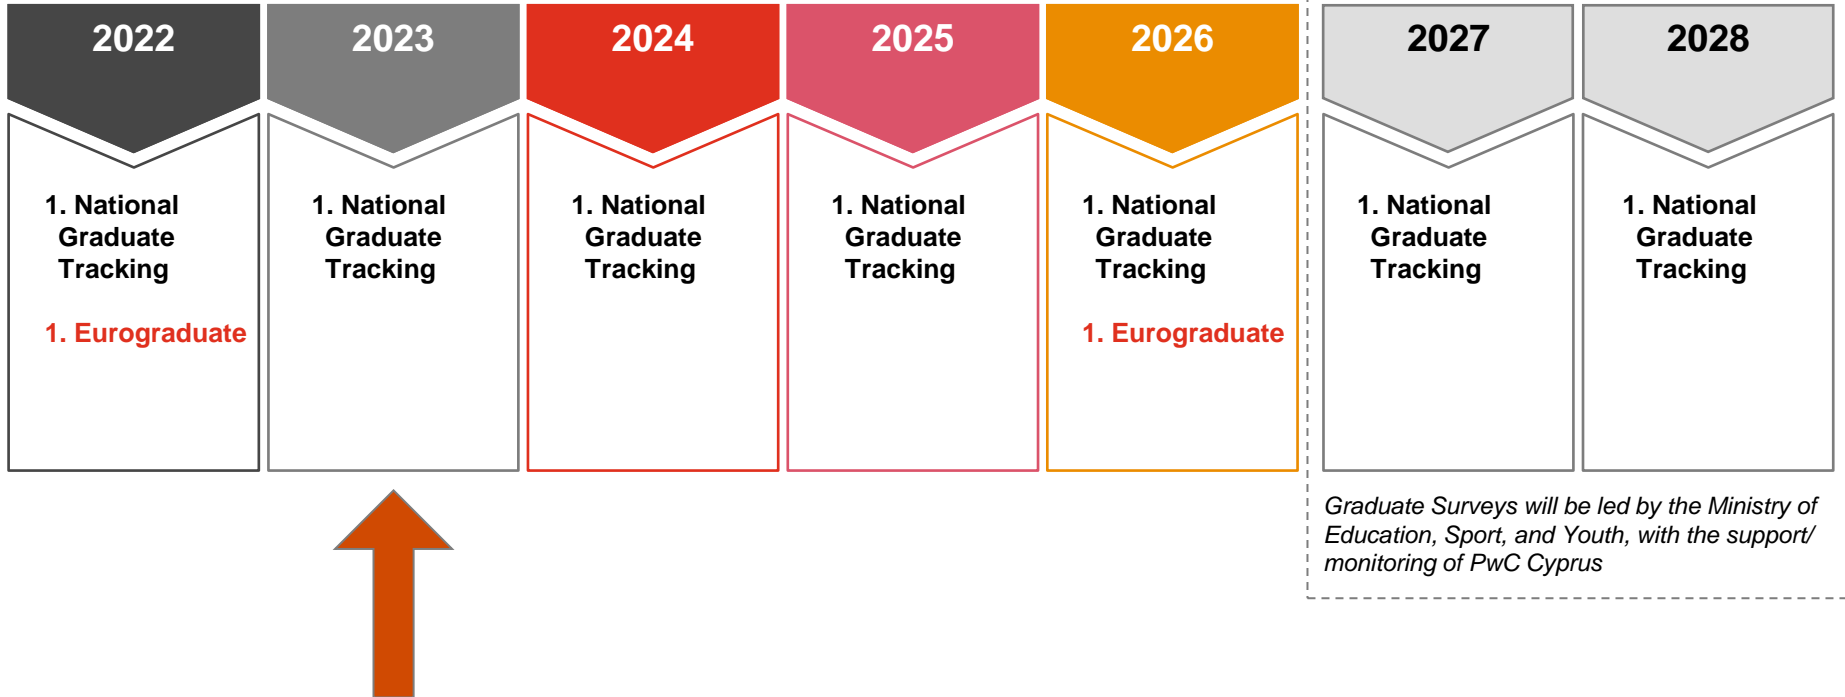 2022
2023
2024
2025
2026
2027
2028
1. National
Graduate
Tracking
1. Eurograduate
1. National
Graduate
Tracking
1. National
Graduate
Tracking
1. National
Graduate
Tracking
1. National
Graduate
Tracking
1. Eurograduate
1. National
Graduate
Tracking
1. National
Graduate
Tracking
Graduate Surveys will be led by the Ministry of
Education, Sport, and Youth, with the support/
monitoring of PwC Cyprus